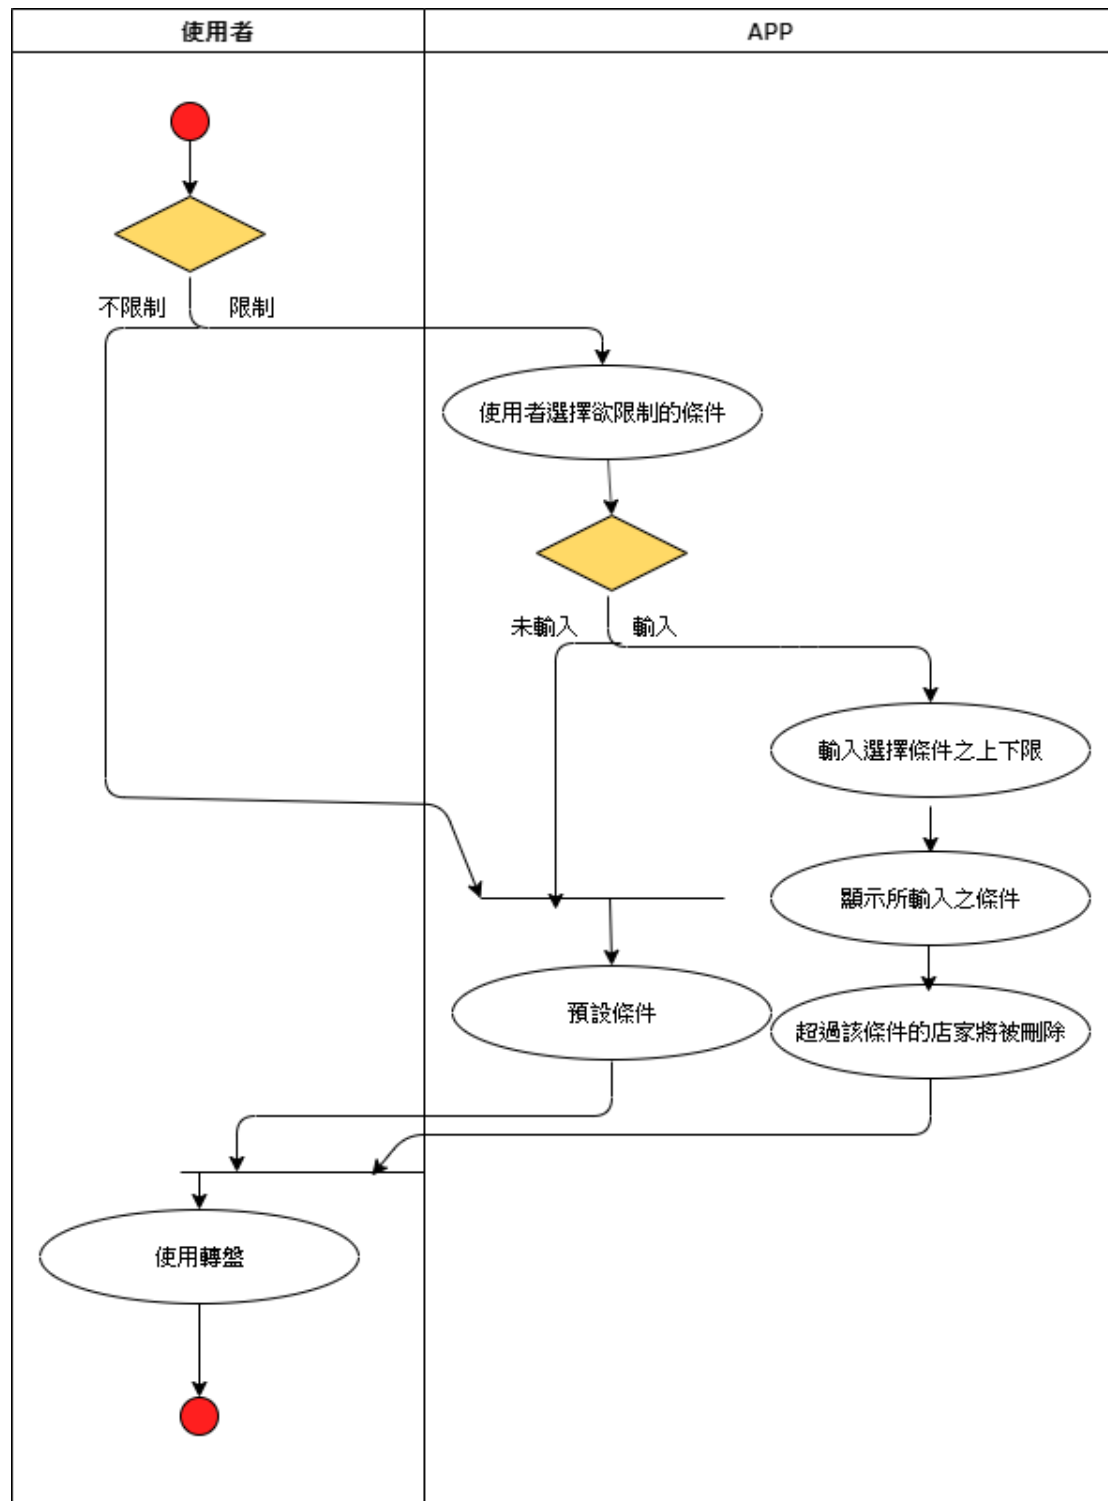 使用者
APP
不限制
限制
使用者選擇欲限制的條件
未輸入
輸入
輸入選擇條件之上下限
顯示所輸入之條件
預設條件
超過該條件的店家將被刪除
使用轉盤